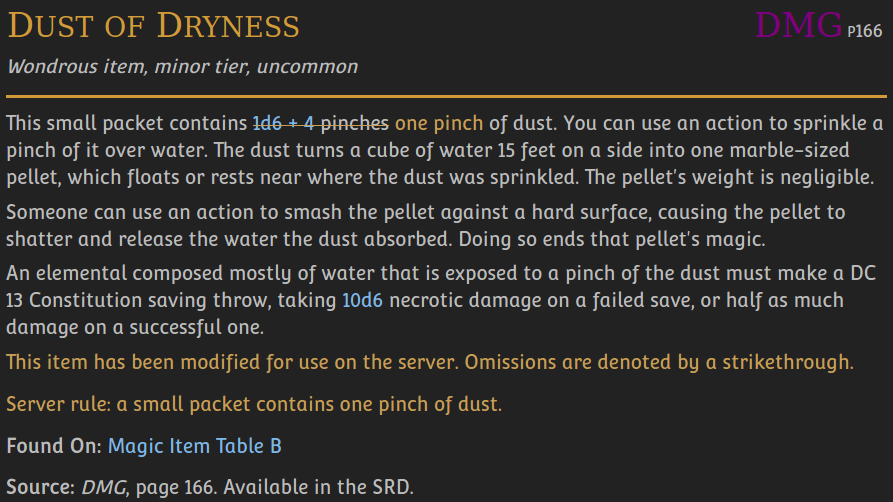 Dust of Dryness
DMG P166
Wondrous item, minor tier, uncommon
This small packet contains 1d6 + 4 pinches one pinch of dust. You can use an action to sprinkle a
pinch of it over water. The dust turns a cube of water 15 feet on a side into one marble-sized
pellet, which floats or rests near where the dust was sprinkled. The pellet's weight is negligible.
Someone can use an action to smash the pellet against a hard surface, causing the pellet to
shatter and release the water the dust absorbed. Doing so ends that pellet's magic.
An elemental composed mostly of water that is exposed to a pinch of the dust must make a DC
13 Constitution saving throw, taking 10d6 necrotic damage on a failed save, or half as much
damage on a successful one.
This item has been modified for use on the server. Omissions are denoted by a strikethrough.
Server rule: a small packet contains one pinch of dust.
Found On: Magic Item Table B
Source: DMG, page 166. Available in the SRD.